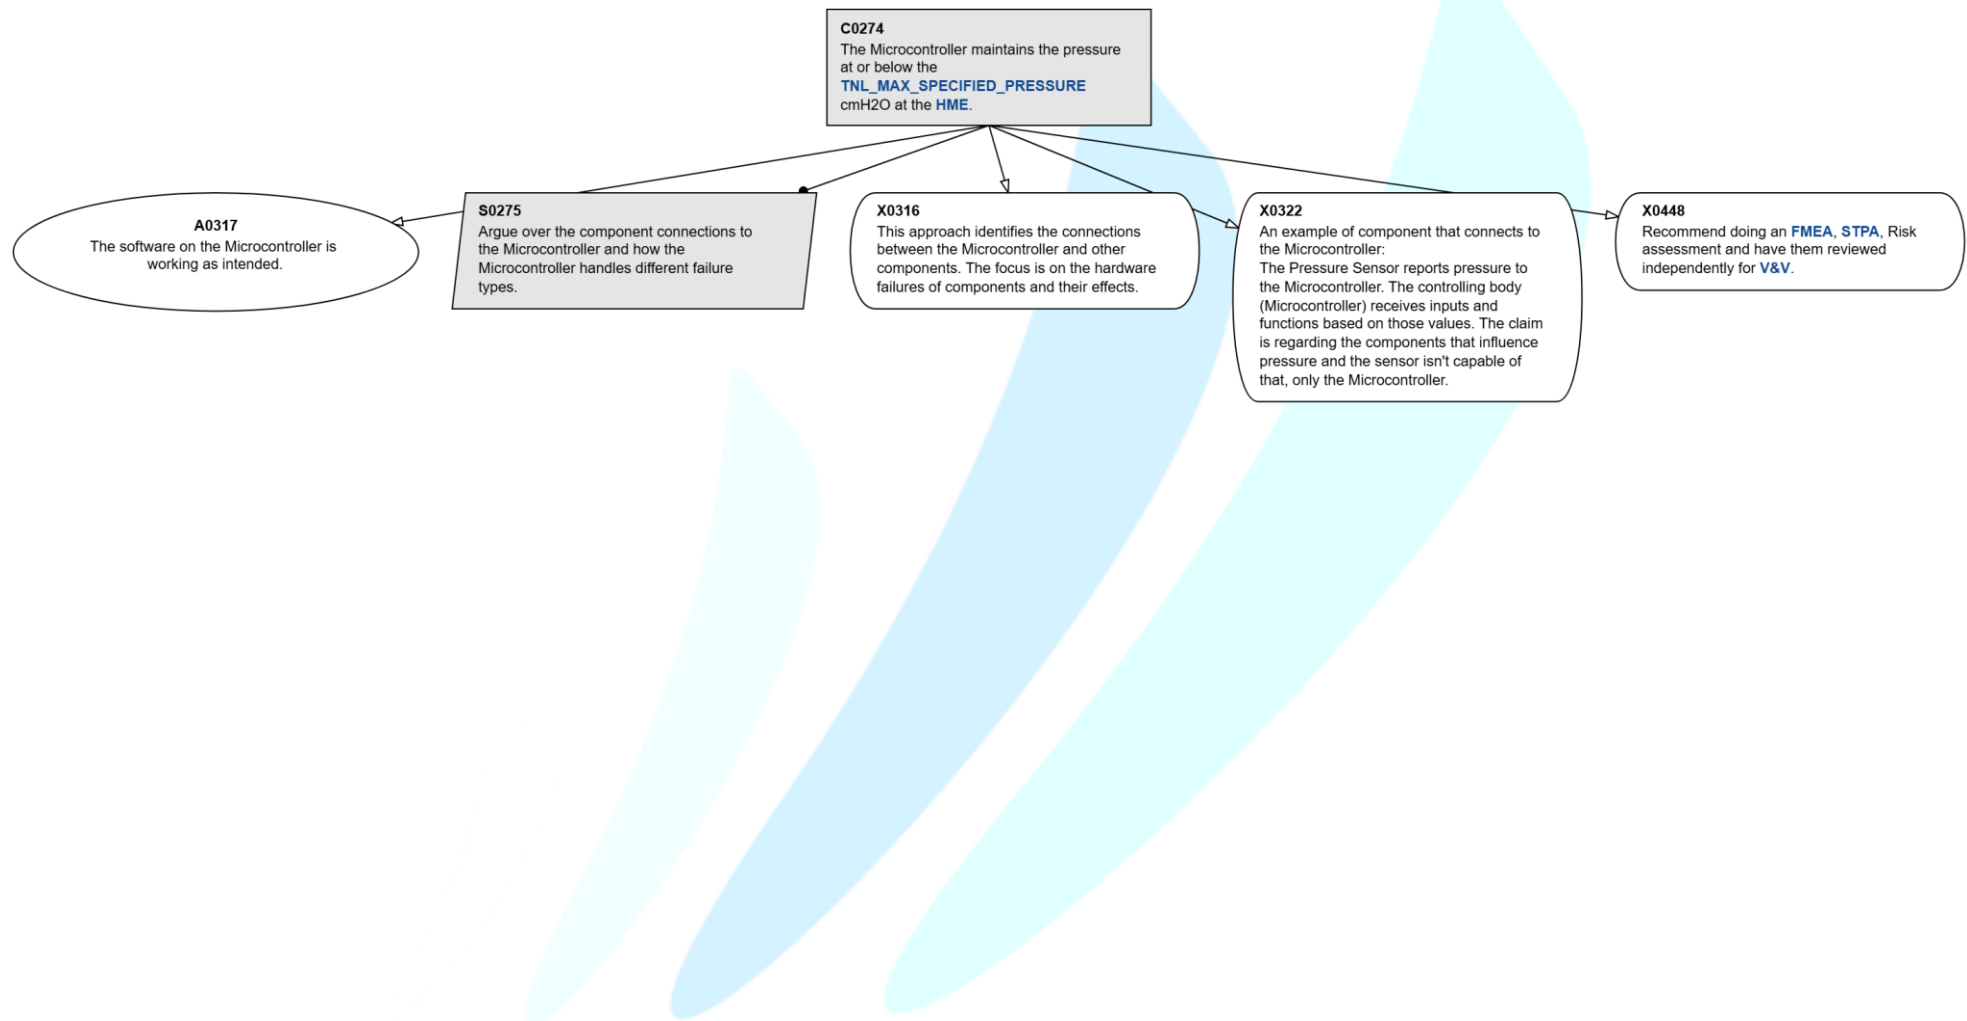 C0274
The Microcontroller maintains the pressure
at or below the
TNL_MAX_SPECIFIED_PRESSURE
cmH2O at the HME.
A0317
The software on the Microcontroller is
working as intended.
S0275
Argue over the component connections to
the Microcontroller and how the
Microcontroller handles different failure
types.
X0316
This approach identifies the connections
between the Microcontroller and other
components. The focus is on the hardware
failures of components and their effects.
X0322
An example of component that connects to
the Microcontroller:
The Pressure Sensor reports pressure to
the Microcontroller. The controlling body
(Microcontroller) receives inputs and
functions based on those values. The claim
is regarding the components that influence
pressure and the sensor isn't capable of
that, only the Microcontroller.
X0448
Recommend doing an FMEA, STPA, Risk
assessment and have them reviewed
independently for V&V.